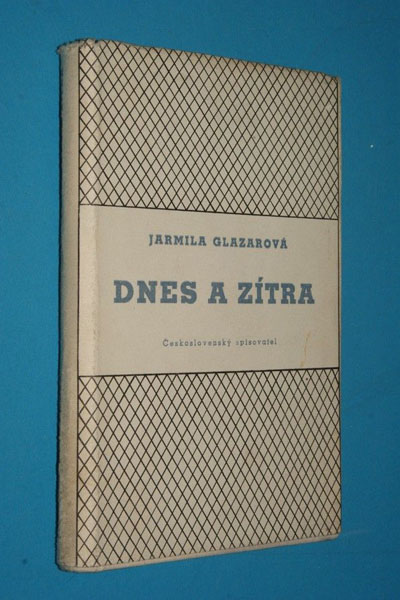 JARMILA GLAZAROVÁ
DNES A ZÍTRA
Československý spisovatel